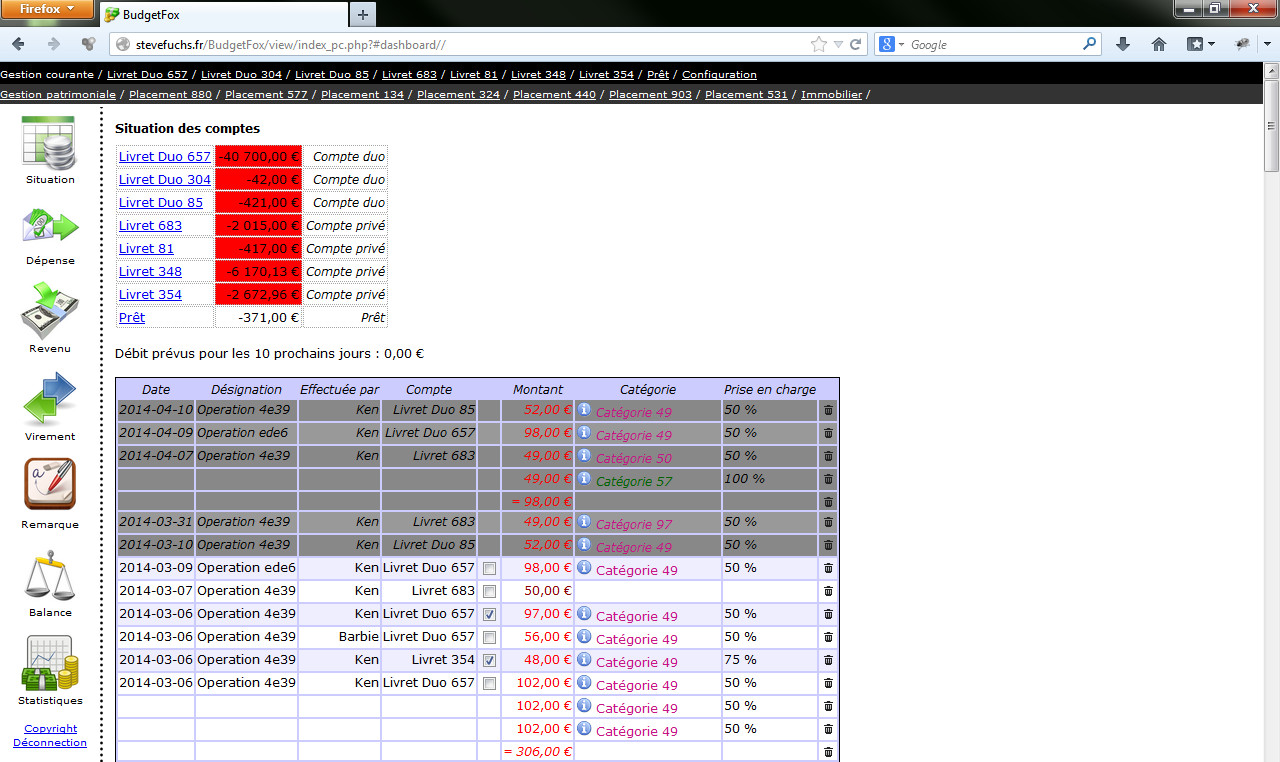 Firefox
BudgetFox
stevefuchs.fr/BudgetFox/view/index_pc.php?#dashboard//
Google
Gestion courante / Livret Duo 657 / Livret Duo 304 / Livret Duo 85 / Livret 683 / Livret 81 / Livret 348 / Livret 354 / Prêt / Configuration
Gestion patrimoniale / Placement 880 / Placement 577 / Placement 134 / Placement 324 / Placement 440 / Placement 903 / Placement 531 / Immobilier /
Situation
Dépense
Revenu
Virement
Remarque
Balance
Statistiques
Copyright
Déconnection
Situation des comptes
Livret Duo 657 -40 700,00 € Compte duo
Livret Duo 304 -42,00 € Compte duo
Livret Duo 85 -421,00 € Compte duo
Livret 683 -2 015,00 € Compte privé
Livret 81 -417,00 € Compte privé
Livret 348 -6 170,13 € Compte privé
Livret 354 -2 672,96 € Compte privé
Prêt -371,00 € Prêt
Débit prévus pour les 10 prochains jours : 0,00 €
Date Désignation Effectuée par Compte Montant Catégorie Prise en charge
2014-04-10 Operation 4e39 Ken Livret Duo 85 52,00 € Catégorie 49 50 %
2014-04-09 Operation ede6 Ken Livret Duo 657 98,00 € Catégorie 49 50 %
2014-04-07 Operation 4e39 Ken Livret 683 49,00 € Catégorie 50 50 %
49,00 € Catégorie 57 100 %
= 98,00 €
2014-03-31 Operation 4e39 Ken Livret 683 49,00 € Catégorie 97 50 %
2014-03-10 Operation 4e39 Ken Livret Duo 85 52,00 € Catégorie 49 50 %
2014-03-09 Operation ede6 Ken Livret Duo 657 98,00 € Catégorie 49 50 %
2014-03-07 Operation 4e39 Ken Livret 683 50,00 €
2014-03-06 Operation 4e39 Ken Livret Duo 657 97,00 € Catégorie 49 50 %
2014-03-06 Operation 4e39 Barbie Livret Duo 657 56,00 € Catégorie 49 50 %
2014-03-06 Operation 4e39 Ken Livret 354 48,00 € Catégorie 49 75 %
2014-03-06 Operation 4e39 Ken Livret Duo 657 102,00 € Catégorie 49 50 %
102,00 € Catégorie 49 50 %
102,00 € Catégorie 49 50 %
= 306,00 €